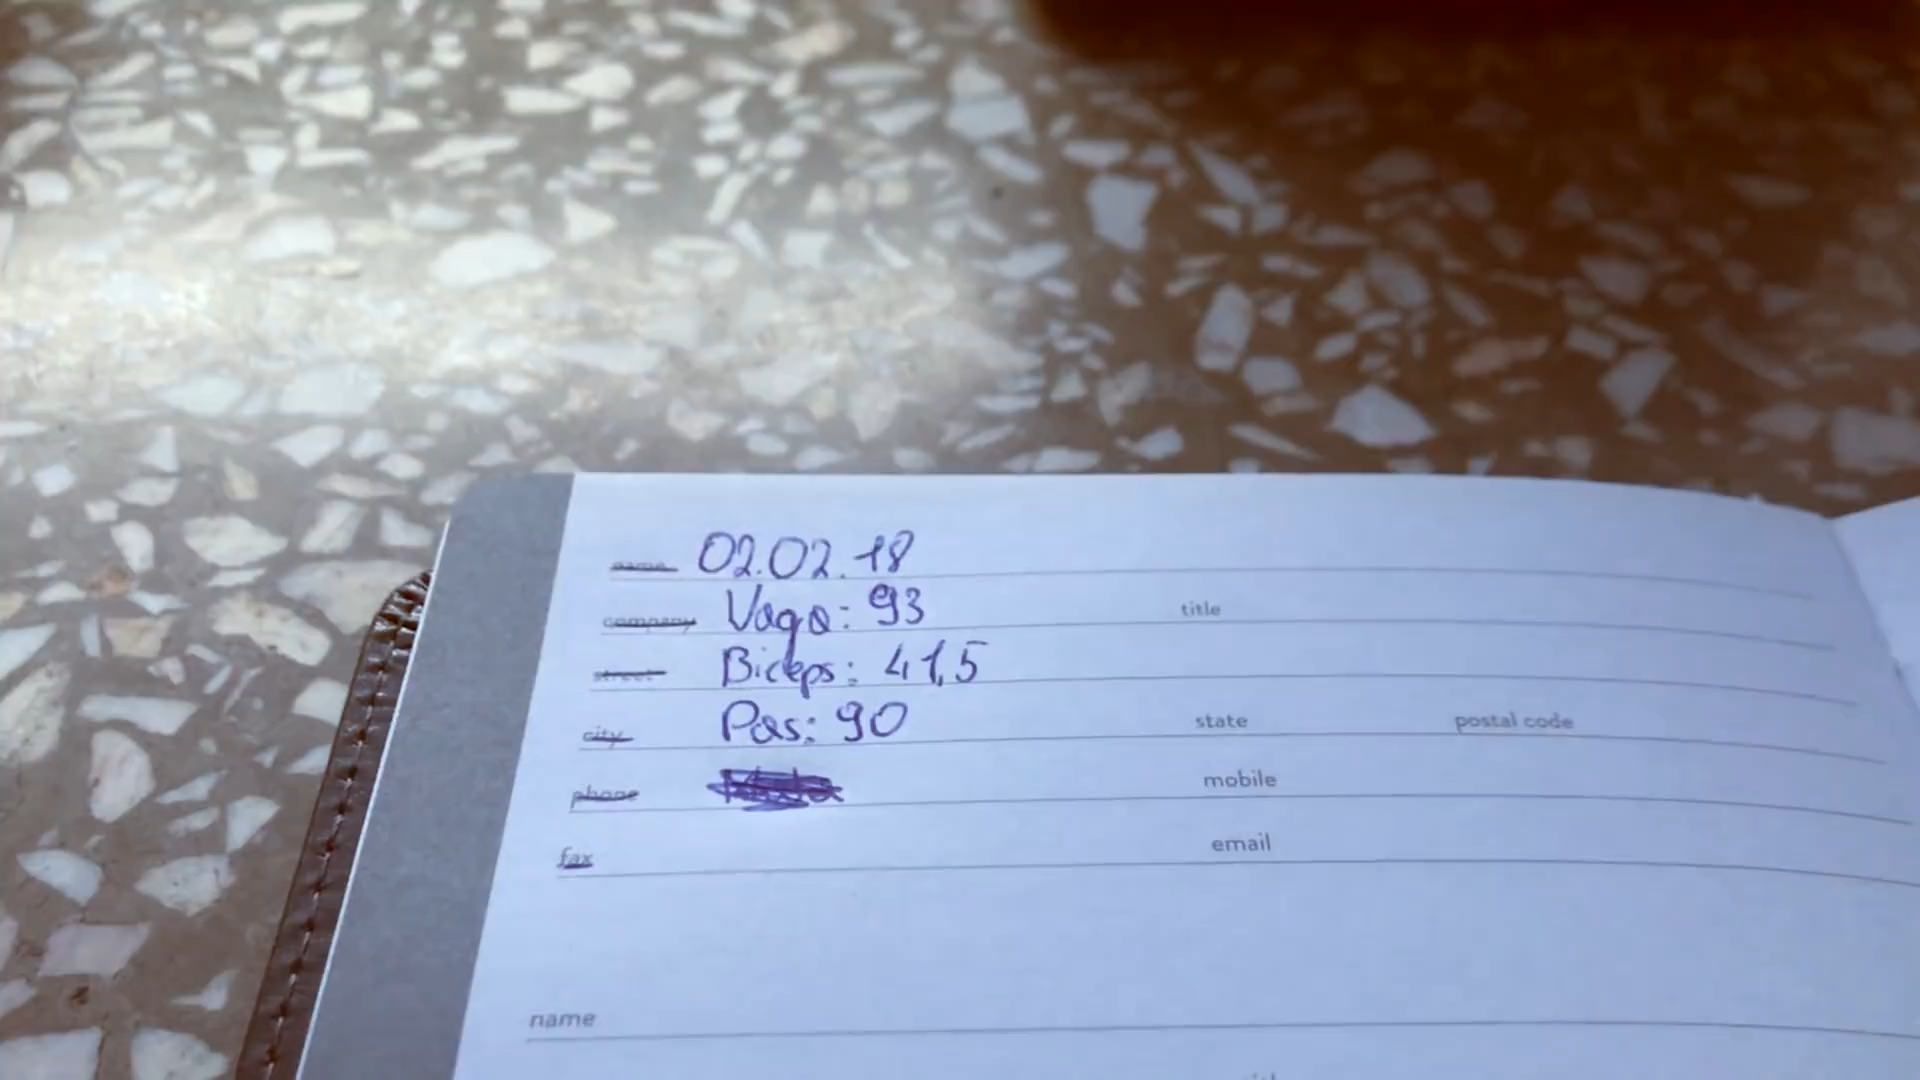 name 02.02.18
company Vaga: 93 title
street Biceps: 41,5
city Pas: 90 state postal code
phone mobile
fax email
name